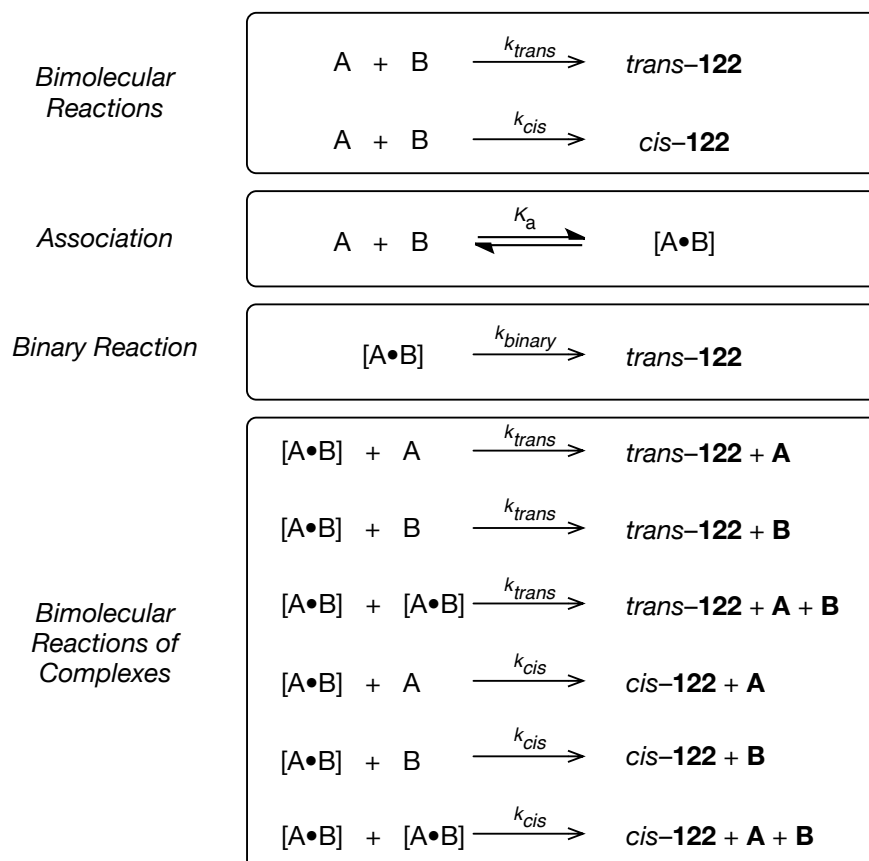 Bimolecular
Reactions
A + B k_trans trans–122
A + B k_cis cis–122
Association
A + B K_a [A•B]
Binary Reaction
[A•B] k_binary trans–122
Bimolecular
Reactions of
Complexes
[A•B] + A k_trans trans–122 + A
[A•B] + B k_trans trans–122 + B
[A•B] + [A•B] k_trans trans–122 + A + B
[A•B] + A k_cis cis–122 + A
[A•B] + B k_cis cis–122 + B
[A•B] + [A•B] k_cis cis–122 + A + B